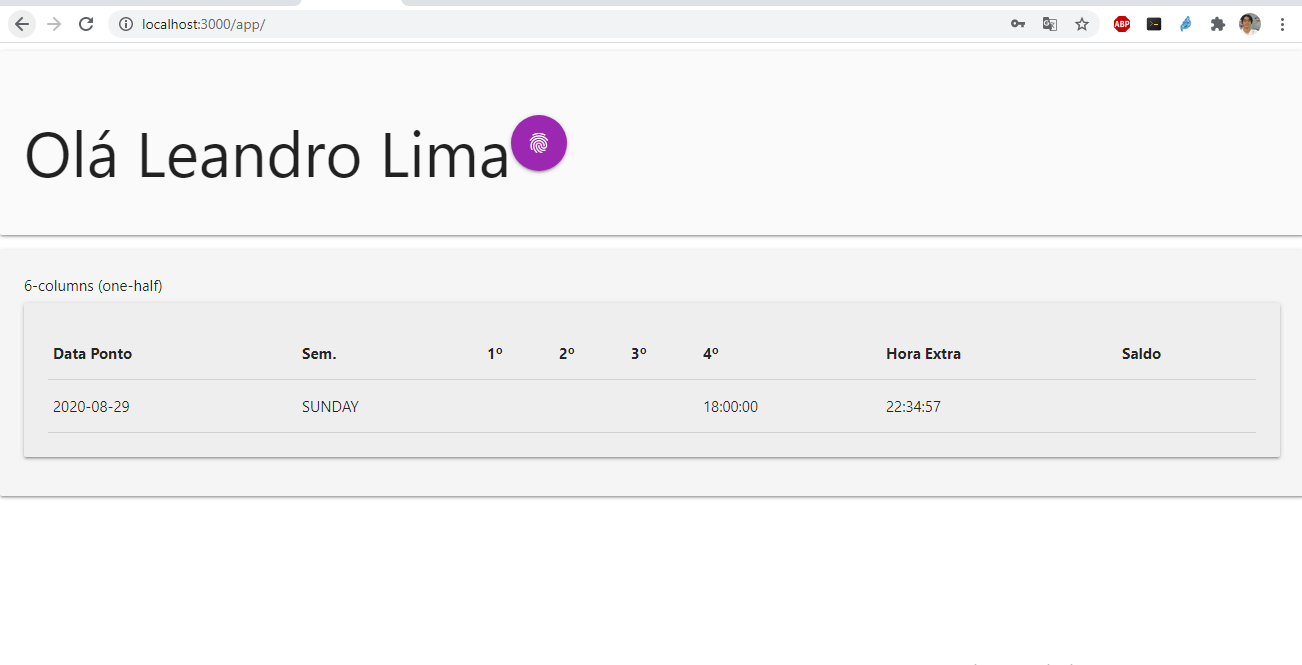 localhost:3000/app/
ABP
Olá Leandro Lima
6-columns (one-half)
Data Ponto Sem. 1º 2º 3º 4º Hora Extra Saldo
2020-08-29 SUNDAY 18:00:00 22:34:57